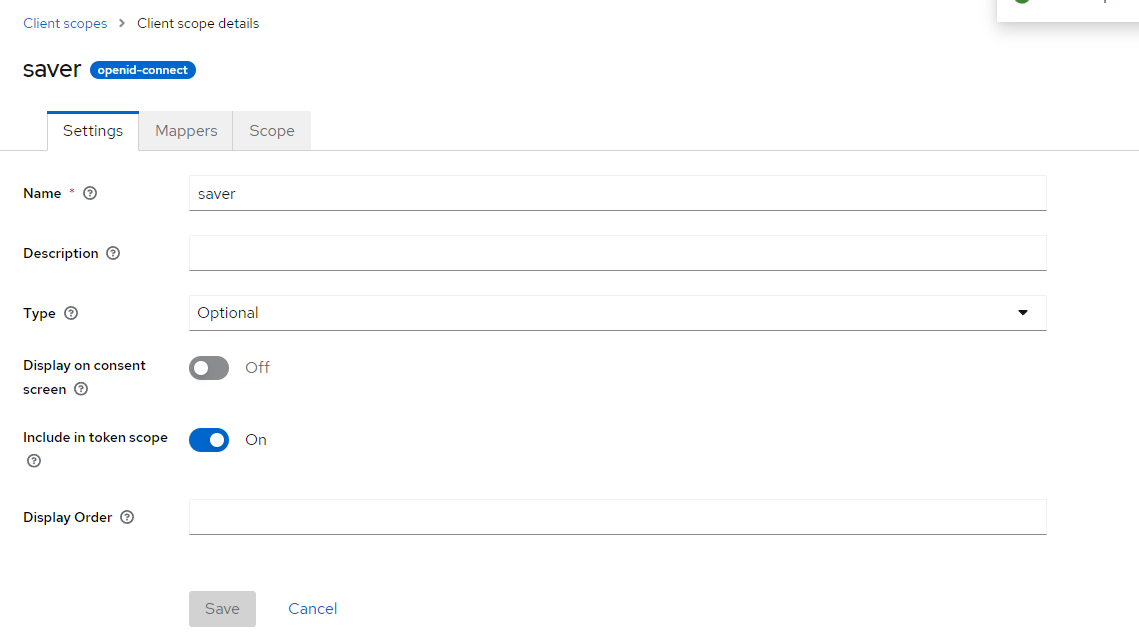 Client scopes > Client scope details
saver openid-connect
Settings Mappers Scope
Name *
saver
Description
Type
Optional
Display on consent
screen
Off
Include in token scope
On
Display Order
Save Cancel